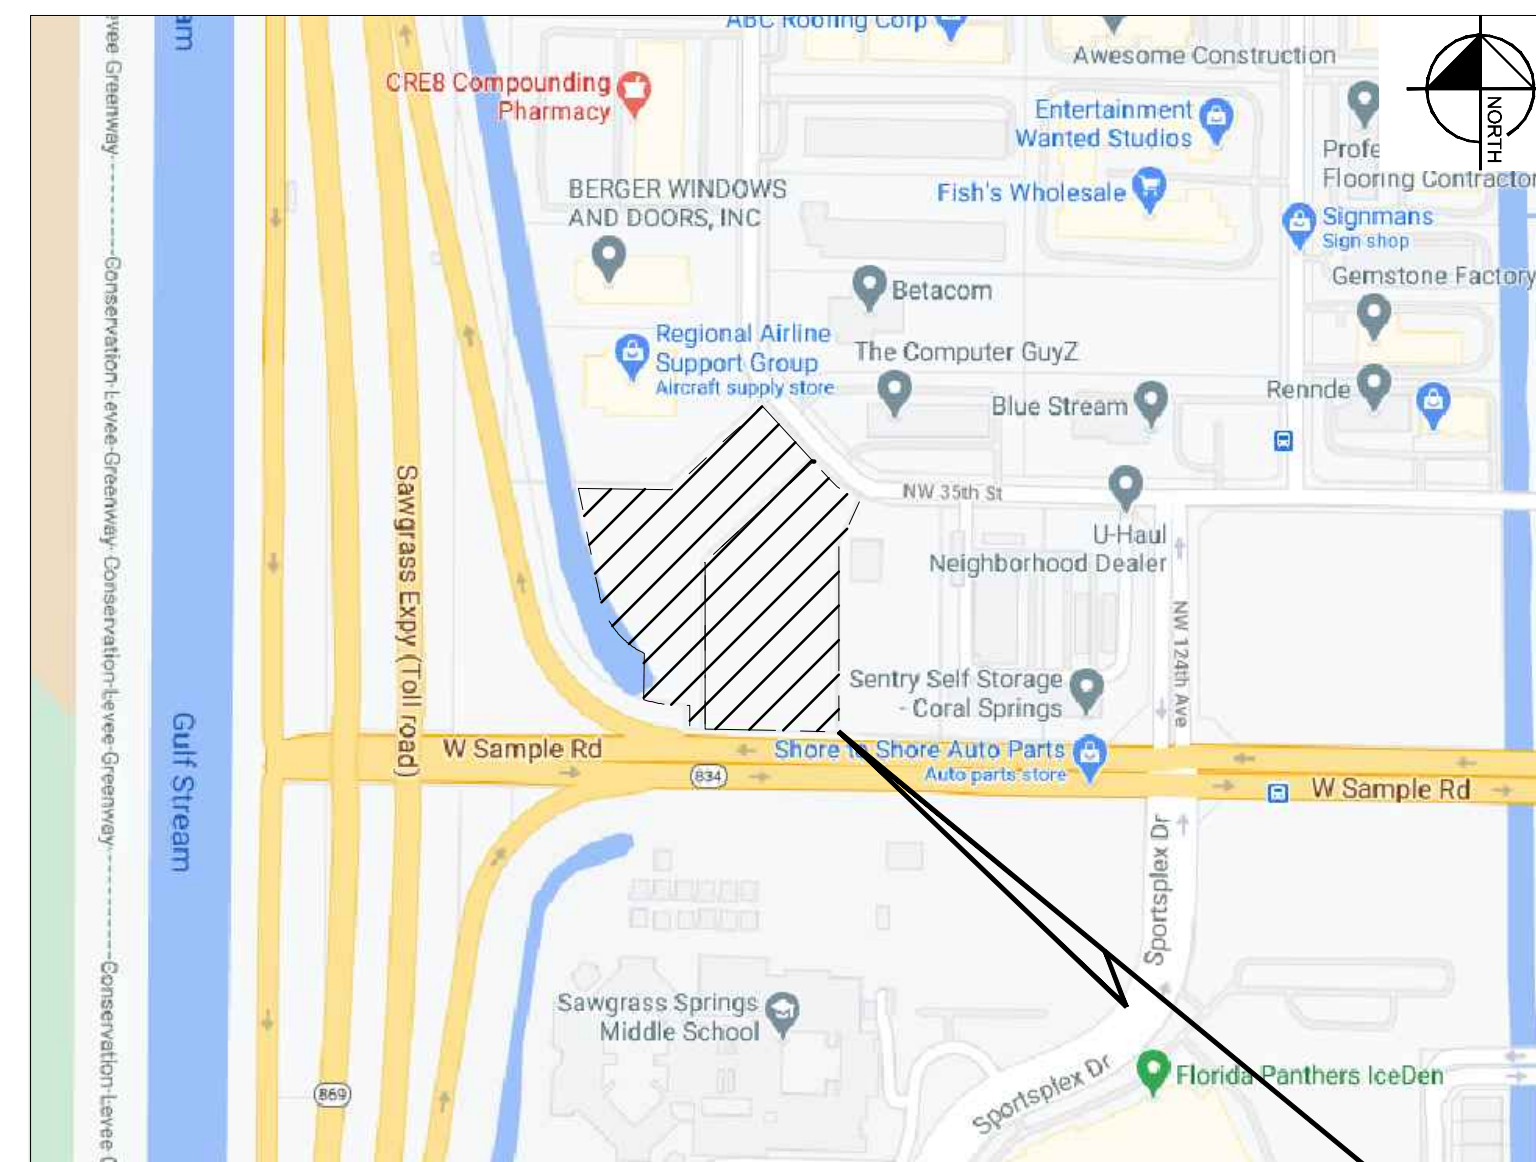 ABC Roofing Corp
Awesome Construction
CRE8 Compounding
Pharmacy
Entertainment
Wanted Studios
NORTH
Flooring Contractor
BERGER WINDOWS
AND DOORS, INC
Fish's Wholesale
Signmans
Sign shop
Gemstone Factory
Betacom
Regional Airline
Support Group
Aircraft supply store
The Computer GuyZ
Blue Stream
Rennde
NW 35th St
U-Haul
Neighborhood Dealer
NW 124th Ave
Sawgrass Expy (Toll road)
Sentry Self Storage
- Coral Springs
Gulf Stream
W Sample Rd
834
Shore to Shore Auto Parts
Auto parts store
W Sample Rd
Sportsplex Dr
Sawgrass Springs
Middle School
Sportsplex Dr
Florida Panthers IceDen
869
Greenway
Conservation Levee Greenway
Conservation Levee Greenway
Conservation Levee